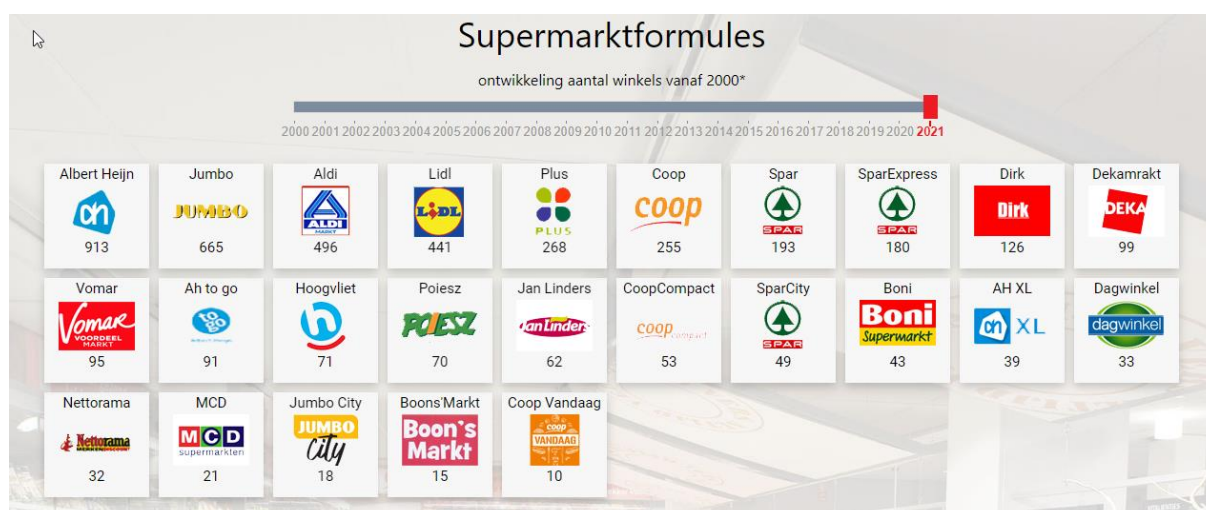 Supermarktformules
ontwikkeling aantal winkels vanaf 2000*
2000 2001 2002 2003 2004 2005 2006 2007 2008 2009 2010 2011 2012 2013 2014 2015 2016 2017 2018 2019 2020 2021
Albert Heijn Jumbo Aldi Lidl Plus Coop Spar SparExpress Dirk Dekamrakt
ah JUMBO ALDI MARKT LIDL PLUS coop SPAR SPAR Dirk DEKA
913 665 496 441 268 255 193 180 126 99
Vomar Ah to go Hoogvliet Poiesz Jan Linders CoopCompact SparCity Boni AH XL Dagwinkel
Vomar VOORDEEL MARKT to go h POIESZ Jan Linders coop compact SPAR Boni Supermarkt ah XL dagwinkel
95 91 71 70 62 53 49 43 39 33
Nettorama MCD Jumbo City Boons'Markt Coop Vandaag
Nettorama MERKENDISCOUNT MCD supermarkten JUMBO City Boon's Markt coop VANDAAG
32 21 18 15 10